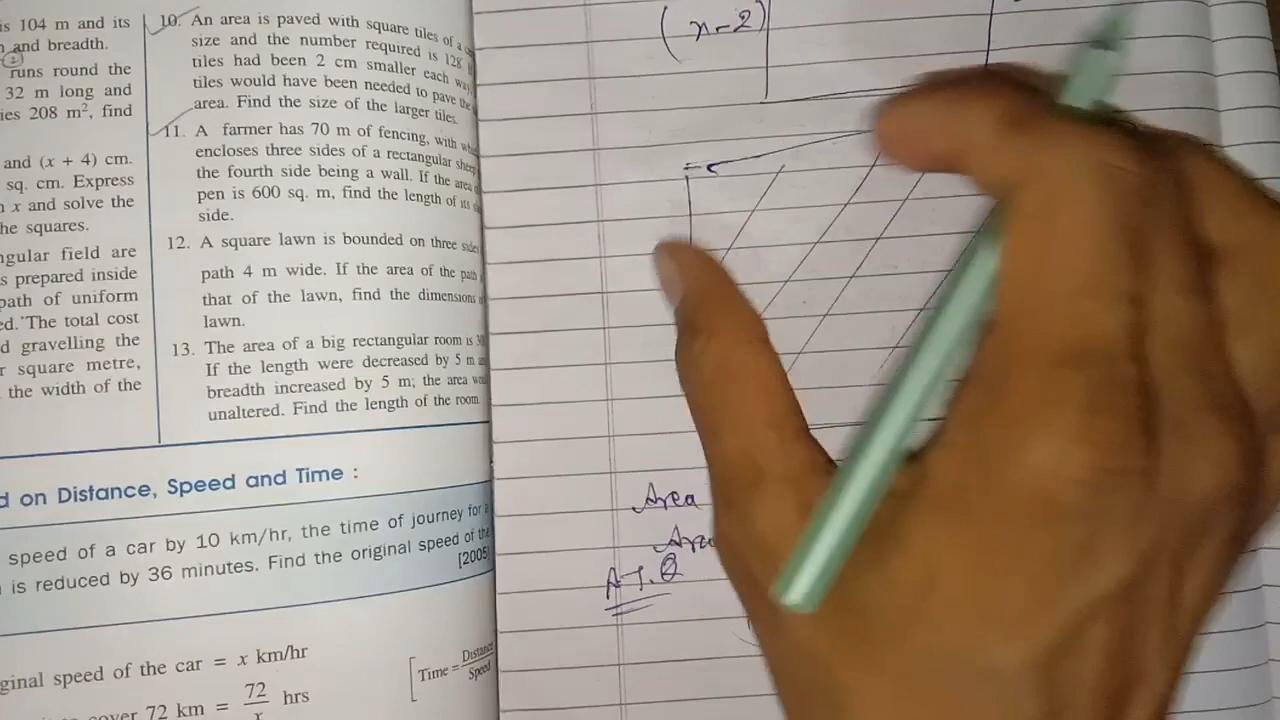 is 104 m and its
and breadth.
runs round the
32 m long and
ies 208 m², find
and (x + 4) cm.
sq. cm. Express
x and solve the
he squares.
ngular field are
s prepared inside
path of uniform
ed. The total cost
d gravelling the
r square metre,
the width of the
10. An area is paved with square tiles of a
size and the number required is 128
tiles had been 2 cm smaller each way,
tiles would have been needed to pave the
area. Find the size of the larger tiles.
11. A farmer has 70 m of fencing, with
encloses three sides of a rectangular
the fourth side being a wall. If the area
pen is 600 sq. m, find the length of its
side.
12. A square lawn is bounded on three sides
path 4 m wide. If the area of the path
that of the lawn, find the dimensions
lawn.
13. The area of a big rectangular room is
If the length were decreased by 5 m
breadth increased by 5 m; the area
unaltered. Find the length of the room.
d on Distance, Speed and Time :
speed of a car by 10 km/hr, the time of journey for
is reduced by 36 minutes. Find the original speed of the
[2005]
ginal speed of the car = x km/hr
[Time = Distance/Speed
cover 72 km = 72/x hrs
(x-2)
Area
A.T.Q